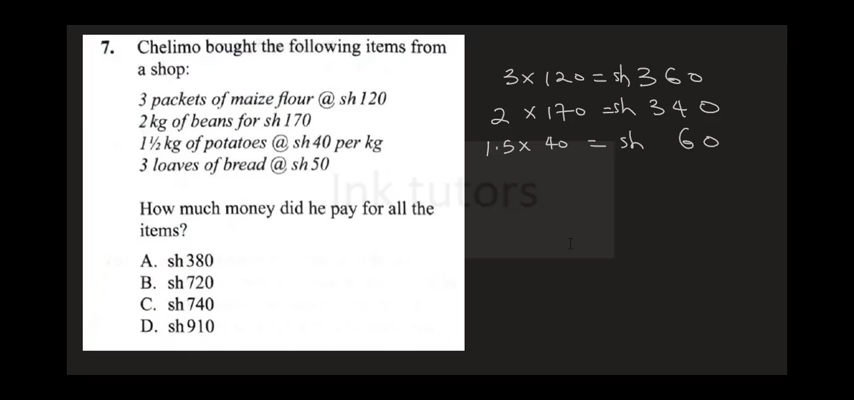 7. Chelimo bought the following items from
a shop:
3 packets of maize flour @ sh 120
2 kg of beans for sh 170
1½ kg of potatoes @ sh 40 per kg
3 loaves of bread @ sh 50
How much money did he pay for all the
items?
A. sh 380
B. sh 720
C. sh 740
D. sh 910
3 x 120 = sh 360
2 x 170 = sh 340
1.5 x 40 = sh 60
Ink tutors